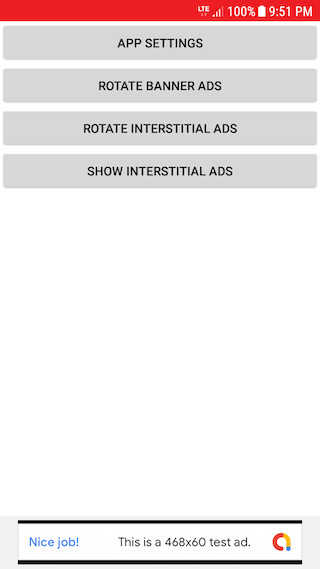 LTE 100% 9:51 PM
APP SETTINGS
ROTATE BANNER ADS
ROTATE INTERSTITIAL ADS
SHOW INTERSTITIAL ADS
Nice job! This is a 468x60 test ad.